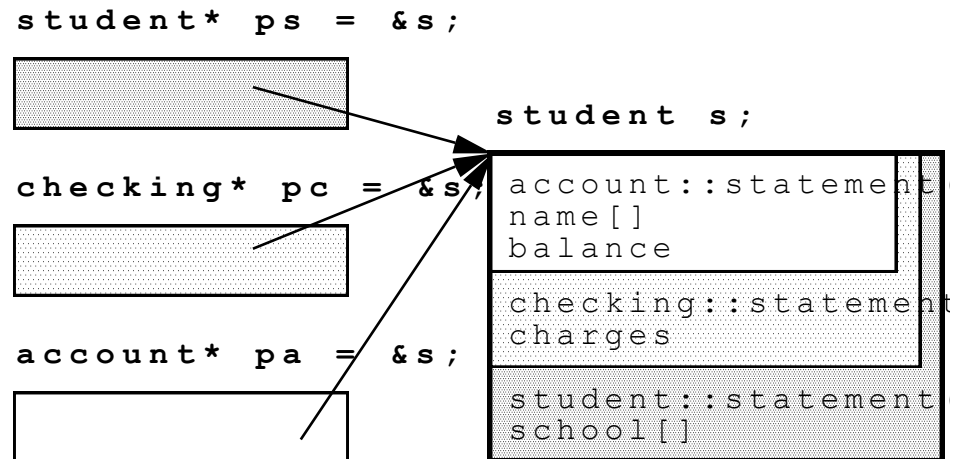 student* ps = &s;
student s;
checking* pc = &s;
account::statement(
name[]
balance
checking::statement
charges
account* pa = &s;
student::statement(
school[]